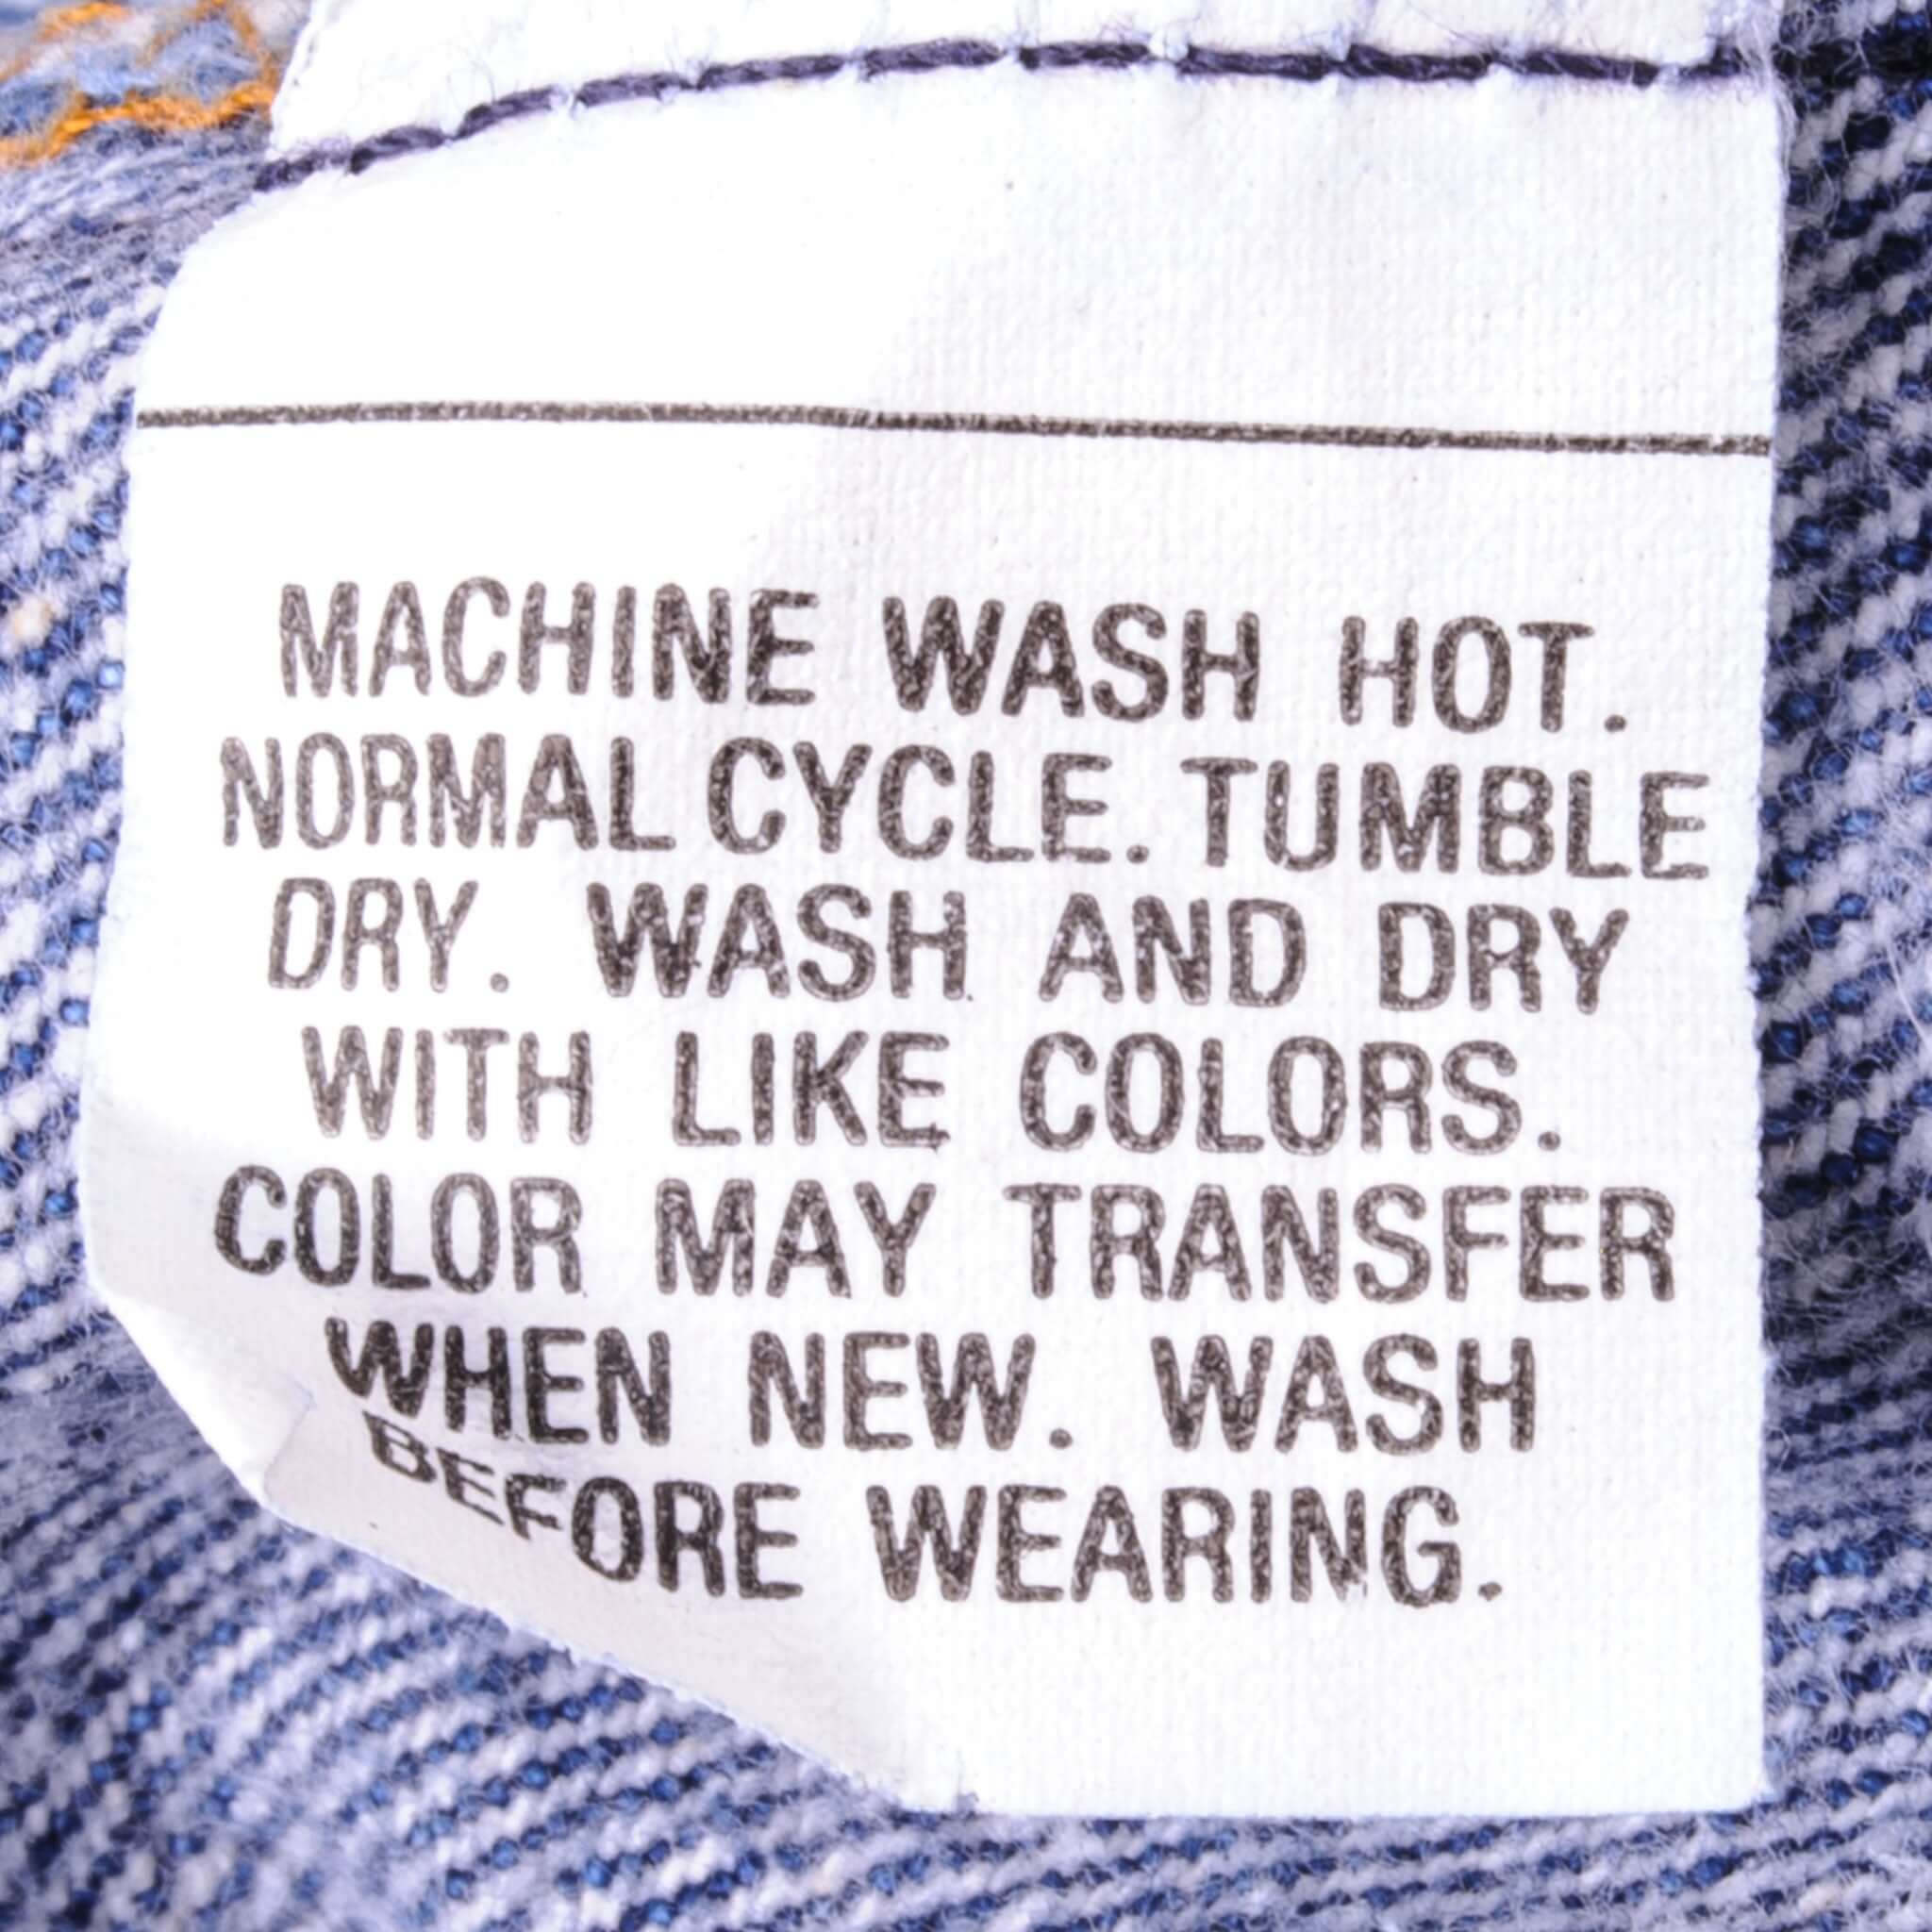 MACHINE WASH HOT.
NORMAL CYCLE. TUMBLE
DRY. WASH AND DRY
WITH LIKE COLORS.
COLOR MAY TRANSFER
WHEN NEW. WASH
BEFORE WEARING.